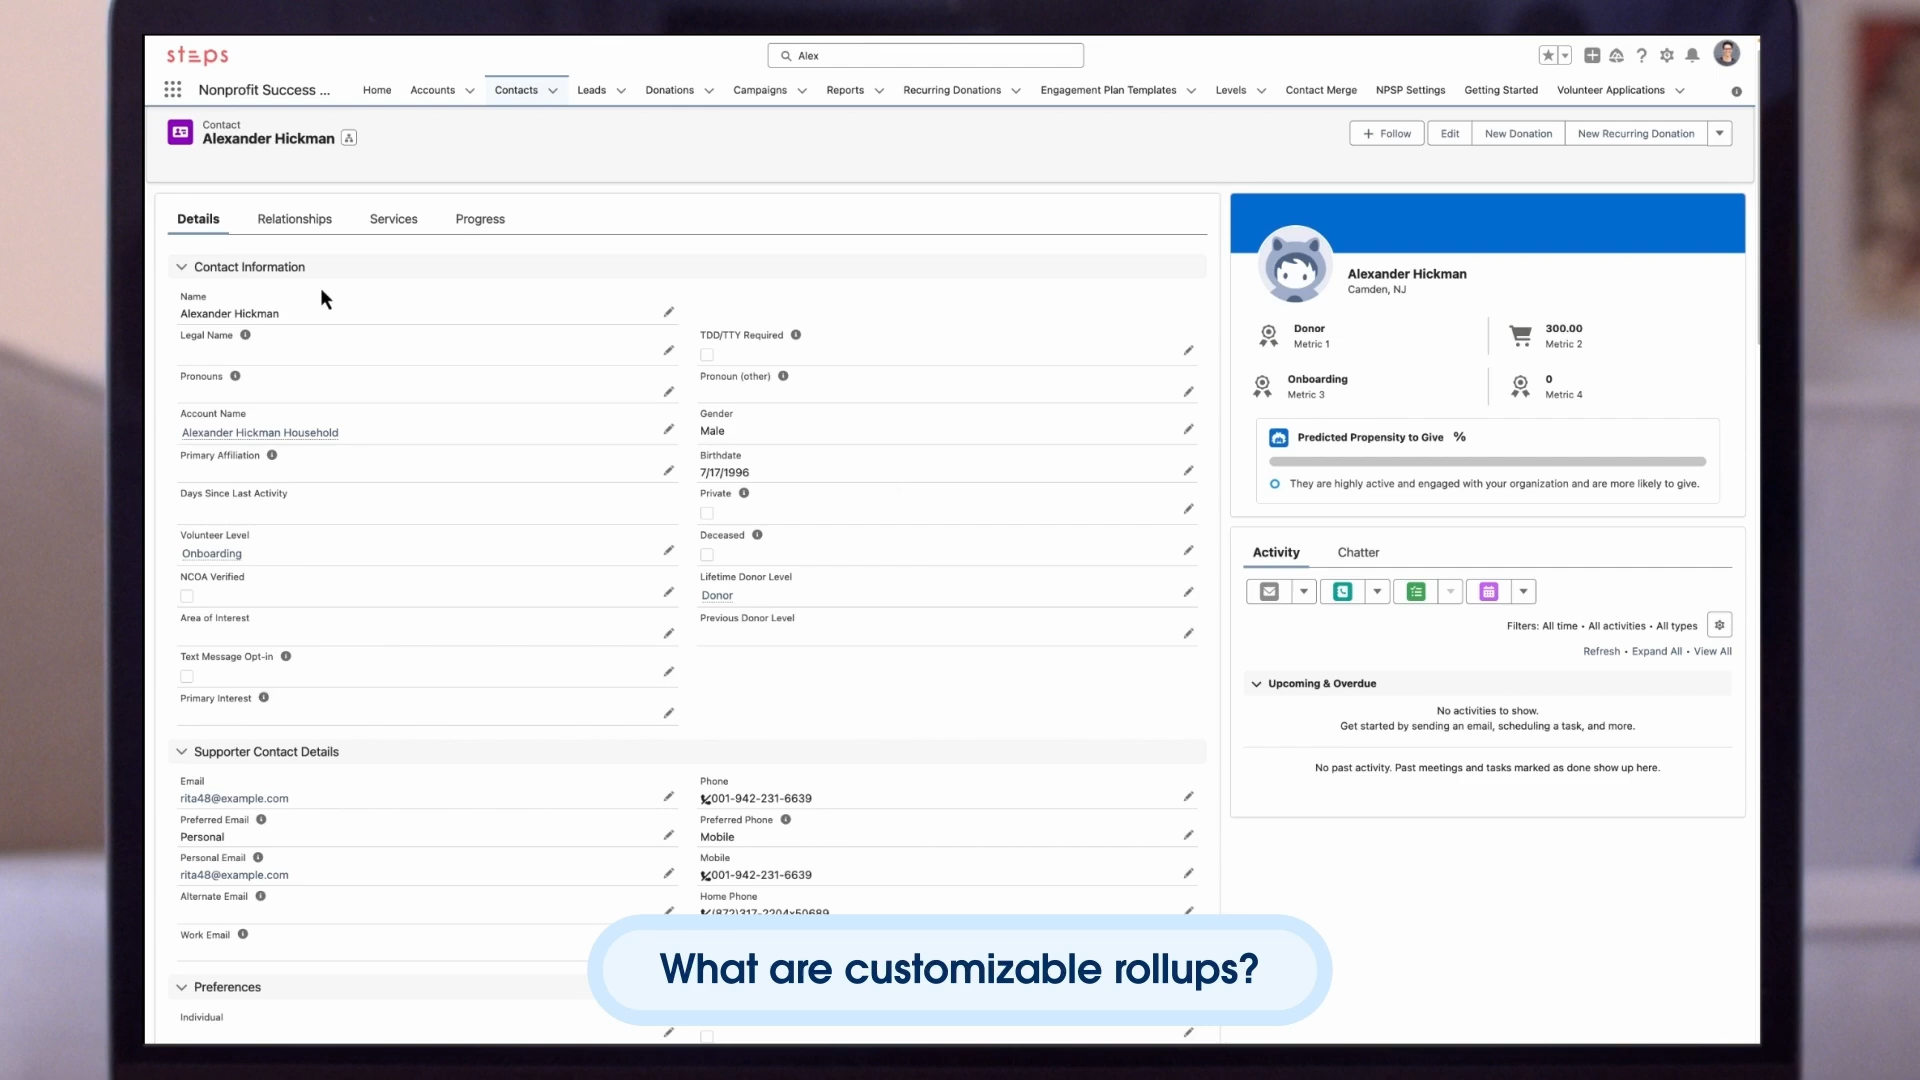 steps
Alex
Nonprofit Success ...
Home
Accounts
Contacts
Leads
Donations
Campaigns
Reports
Recurring Donations
Engagement Plan Templates
Levels
Contact Merge
NPSP Settings
Getting Started
Volunteer Applications
Contact
Alexander Hickman
+ Follow
Edit
New Donation
New Recurring Donation
Details
Relationships
Services
Progress
Contact Information
Name
Alexander Hickman
Legal Name
TDD/TTY Required
Pronouns
Pronoun (other)
Account Name
Alexander Hickman Household
Gender
Male
Primary Affiliation
Birthdate
7/17/1996
Days Since Last Activity
Private
Volunteer Level
Onboarding
Deceased
NCOA Verified
Lifetime Donor Level
Donor
Area of Interest
Previous Donor Level
Text Message Opt-in
Primary Interest
Supporter Contact Details
Email
rita48@example.com
Phone
001-942-231-6639
Preferred Email
Personal
Preferred Phone
Mobile
Personal Email
rita48@example.com
Mobile
001-942-231-6639
Alternate Email
Home Phone
(872)317-2204x50689
Work Email
Preferences
Individual
Alexander Hickman
Camden, NJ
Donor
Metric 1
300.00
Metric 2
Onboarding
Metric 3
0
Metric 4
Predicted Propensity to Give %
They are highly active and engaged with your organization and are more likely to give.
Activity
Chatter
Filters: All time • All activities • All types
Refresh • Expand All • View All
Upcoming & Overdue
No activities to show.
Get started by sending an email, scheduling a task, and more.
No past activity. Past meetings and tasks marked as done show up here.
What are customizable rollups?